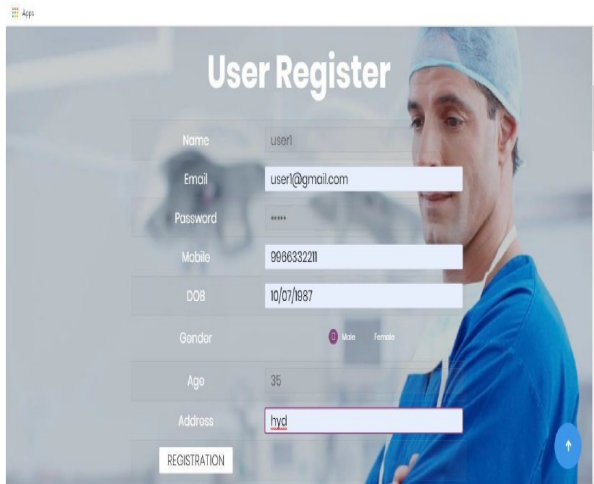 Apps
User Register
Name user1
Email user1@gmail.com
Password •••••
Mobile 9986332211
DOB 10/07/1987
Gender Male Female
Age 35
Address hyd
REGISTRATION